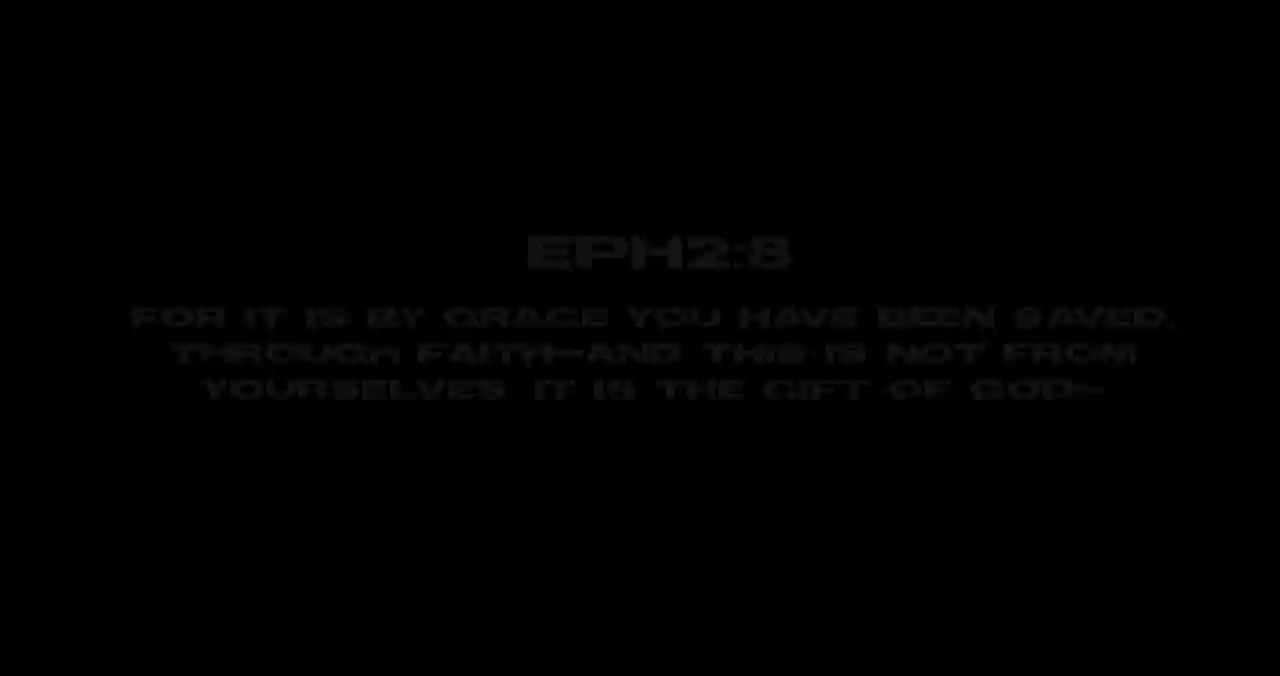 EPH2:8
FOR IT IS BY GRACE YOU HAVE BEEN SAVED,
THROUGH FAITH—AND THIS IS NOT FROM
YOURSELVES, IT IS THE GIFT OF GOD—